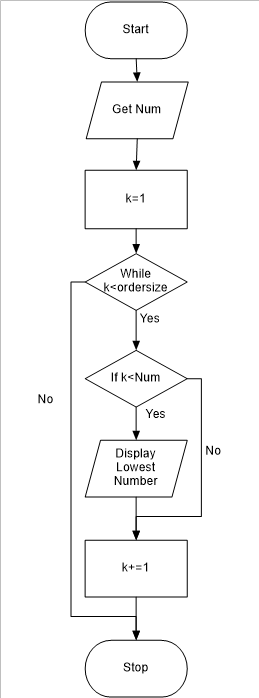 Start
Get Num
k=1
While
k<ordersize
Yes
If k<Num
No
Yes
Display
Lowest
Number
No
k+=1
Stop